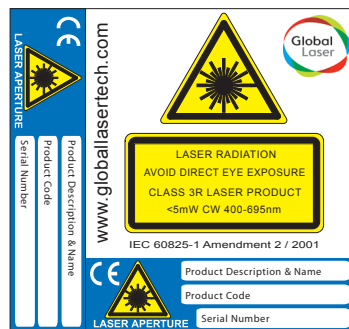 CE
LASER APERTURE
Product Description & Name
Product Code
Serial Number
www.globallasertech.com
Global
Laser
LASER RADIATION
AVOID DIRECT EYE EXPOSURE
CLASS 3R LASER PRODUCT
<5mW CW 400-695nm
IEC 60825-1 Amendment 2 / 2001
CE
LASER APERTURE
Product Description & Name
Product Code
Serial Number